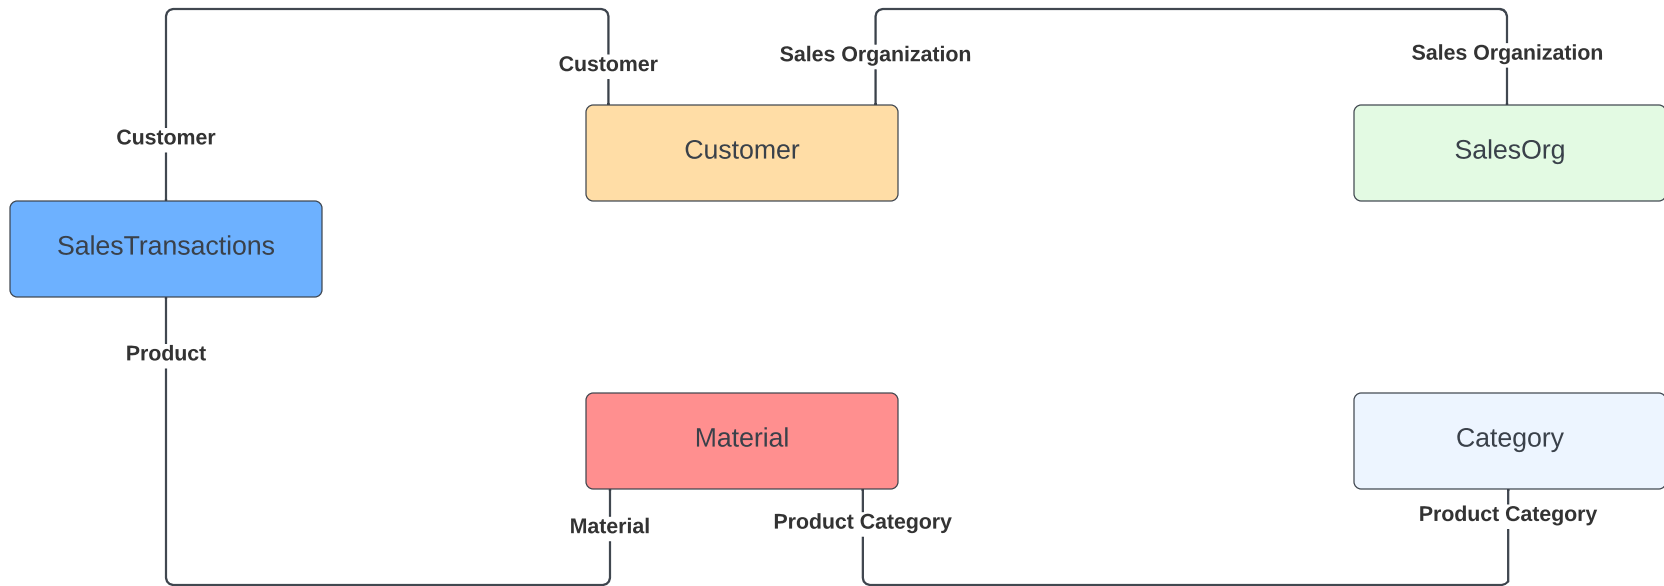 Customer
Sales Organization
Sales Organization
Customer
Customer
SalesOrg
SalesTransactions
Product
Material
Category
Material
Product Category
Product Category